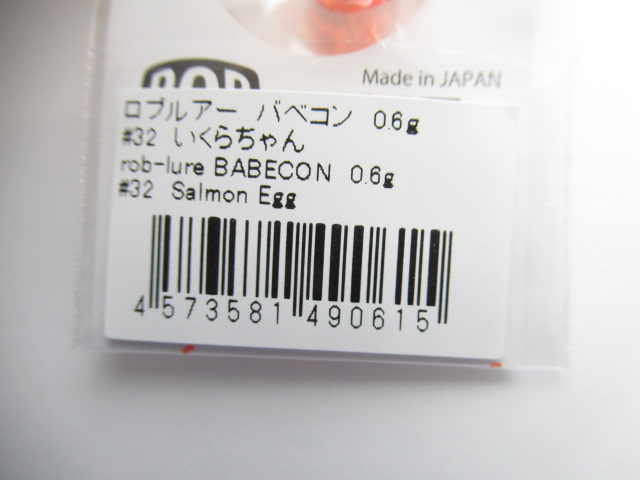 Made in JAPAN
ロブルアー バベコン 0.6g
#32 いくらちゃん
rob-lure BABECON 0.6g
#32 Salmon Egg
4 573581 490615